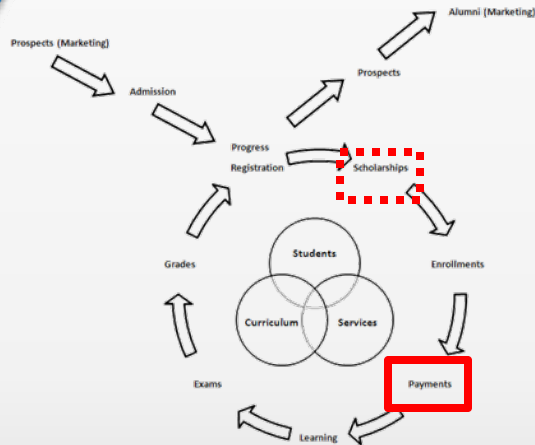 Alumni (Marketing)
Prospects (Marketing)
Prospects
Admission
Progress
Registration
Scholarships
Students
Grades
Enrollments
Curriculum
Services
Exams
Payments
Learning